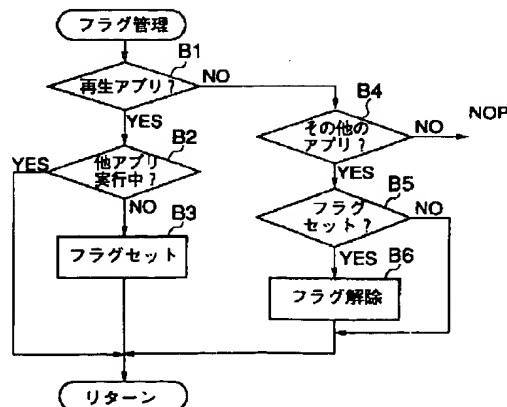 フラグ管理
B1
再生アプリ?
NO
YES
B2
YES
他アプリ
実行中?
NO
B3
フラグセット
B4
その他の
アプリ?
NO
NOP
YES
B5
フラグ
セット?
NO
YES
B6
フラグ解除
リターン